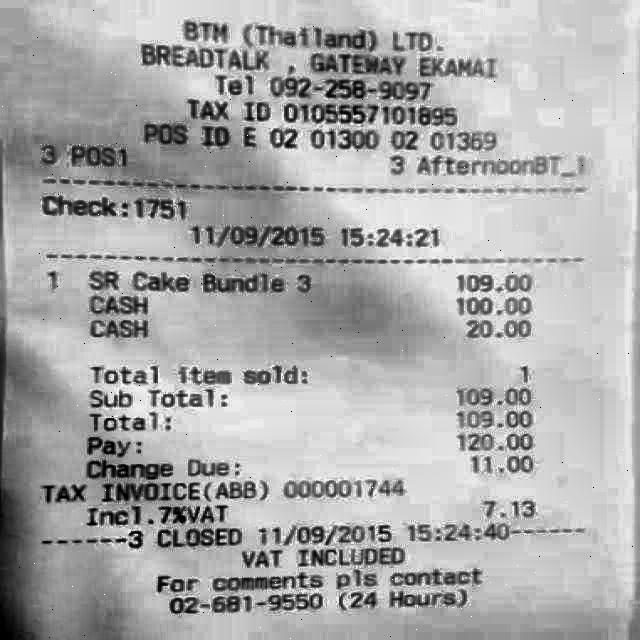 BTM (Thailand) LTD.
BREADTALK , GATEWAY EKAMAI
Tel 092-258-9097
TAX ID 0105557101895
POS ID E 02 01300 02 01369
3 POS1 3 AfternoonBT_1
Check:1751
11/09/2015 15:24:21
1 SR Cake Bundle 3 109.00
CASH 100.00
CASH 20.00
Total item sold: 1
Sub Total: 109.00
Total: 109.00
Pay: 120.00
Change Due: 11.00
TAX INVOICE(ABB) 000001744
Incl.7%VAT 7.13
------3 CLOSED 11/09/2015 15:24:40------
VAT INCLUDED
For comments pls contact
02-681-9550 (24 Hours)